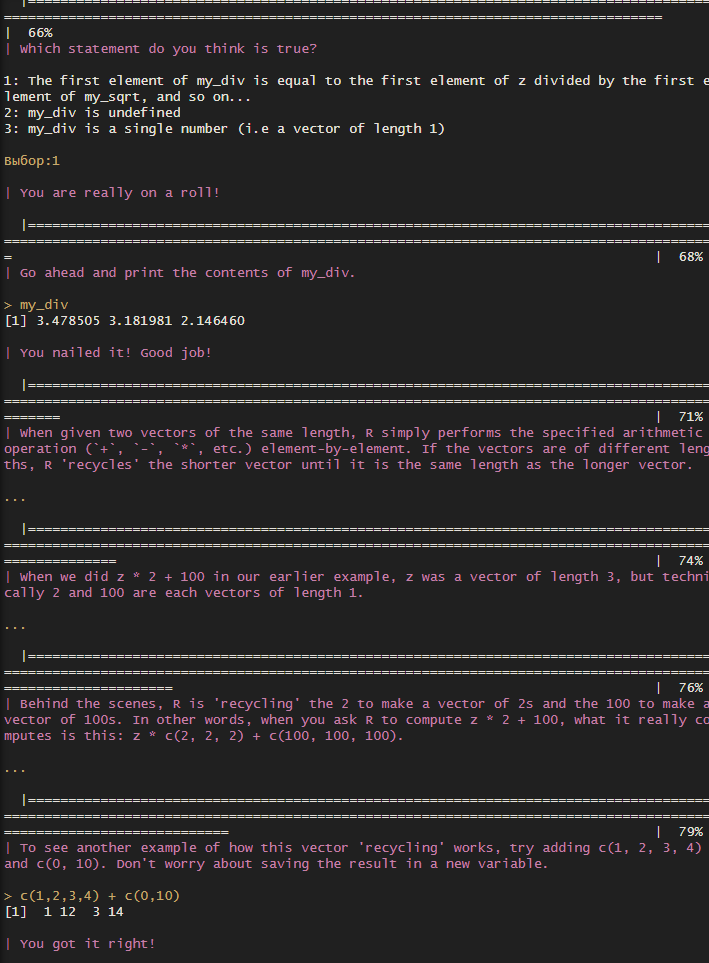 |=====================================================================================
=================================================================================
|  66%
| Which statement do you think is true?
1: The first element of my_div is equal to the first element of z divided by the first e
lement of my_sqrt, and so on...
2: my_div is undefined
3: my_div is a single number (i.e a vector of length 1)
Выбор:1
| You are really on a roll!
|=====================================================================================
=======================================================================================
=                                                                                |  68%
| Go ahead and print the contents of my_div.
> my_div
[1] 3.478505 3.181981 2.146460
| You nailed it! Good job!
|=====================================================================================
=======================================================================================
=======                                                                          |  71%
| When given two vectors of the same length, R simply performs the specified arithmetic
operation (`+`, `-`, `*`, etc.) element-by-element. If the vectors are of different leng
ths, R 'recycles' the shorter vector until it is the same length as the longer vector.
...
|=====================================================================================
=======================================================================================
==============                                                                   |  74%
| When we did z * 2 + 100 in our earlier example, z was a vector of length 3, but techni
cally 2 and 100 are each vectors of length 1.
...
|=====================================================================================
=======================================================================================
=====================                                                            |  76%
| Behind the scenes, R is 'recycling' the 2 to make a vector of 2s and the 100 to make a
vector of 100s. In other words, when you ask R to compute z * 2 + 100, what it really co
mputes is this: z * c(2, 2, 2) + c(100, 100, 100).
...
|=====================================================================================
=======================================================================================
============================                                                     |  79%
| To see another example of how this vector 'recycling' works, try adding c(1, 2, 3, 4)
and c(0, 10). Don't worry about saving the result in a new variable.
> c(1,2,3,4) + c(0,10)
[1]  1 12  3 14
| You got it right!